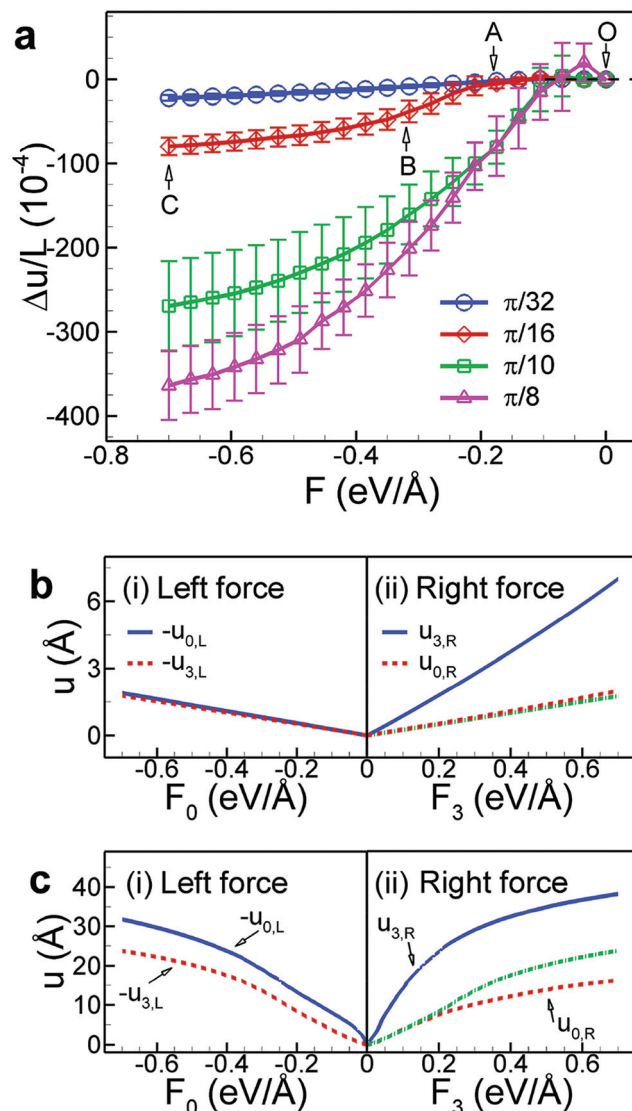 a
A
O
B
C
0
-100
-200
-300
-400
Δu/L (10⁻⁴)
π/32
π/16
π/10
π/8
-0.8 -0.6 -0.4 -0.2 0
F (eV/Å)
b
(i) Left force
(ii) Right force
-u0,L
-u3,L
u3,R
u0,R
6
3
0
u (Å)
-0.6 -0.4 -0.2 0 0.2 0.4 0.6
F0 (eV/Å)
F3 (eV/Å)
c
(i) Left force
(ii) Right force
-u0,L
-u3,L
u3,R
u0,R
40
30
20
10
0
u (Å)
-0.6 -0.4 -0.2 0 0.2 0.4 0.6
F0 (eV/Å)
F3 (eV/Å)